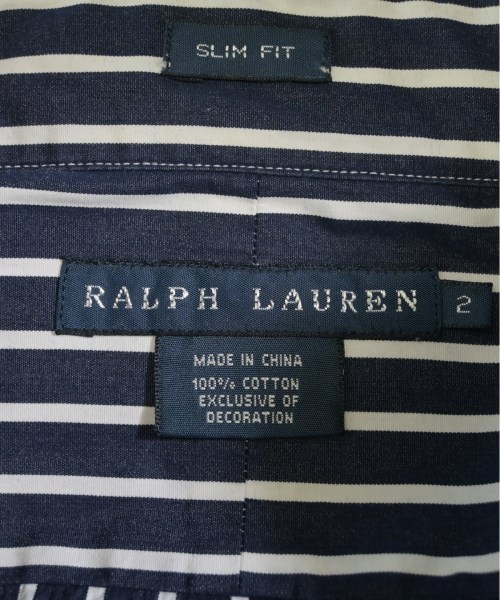 SLIM FIT
RALPH LAUREN 2
MADE IN CHINA
100% COTTON
EXCLUSIVE OF
DECORATION